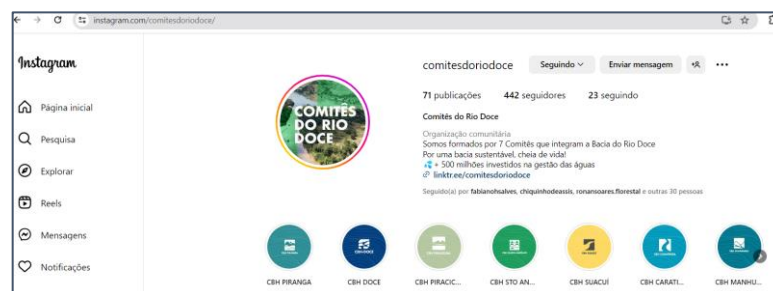 instagram.com/comitesdoriodoce/
Instagram
Página inicial
Pesquisa
Explorar
Reels
Mensagens
Notificações
COMITÊS
DO RIO
DOCE
comitesdoriodoce
Seguindo
Enviar mensagem
71 publicações 442 seguidores 23 seguindo
Comitês do Rio Doce
Organização comunitária
Somos formados por 7 Comitês que integram a Bacia do Rio Doce
Por uma bacia sustentável, cheia de vida!
+ 500 milhões investidos na gestão das águas
linktr.ee/comitesdoriodoce
Seguido(a) por fabianohsalves, chiquinhodeassis, ronansoares.florestal e outras 30 pessoas
CBH PIRANGA CBH DOCE CBH PIRACIC... CBH STO AN... CBH SUACUÍ CBH CARATI... CBH MANHU...